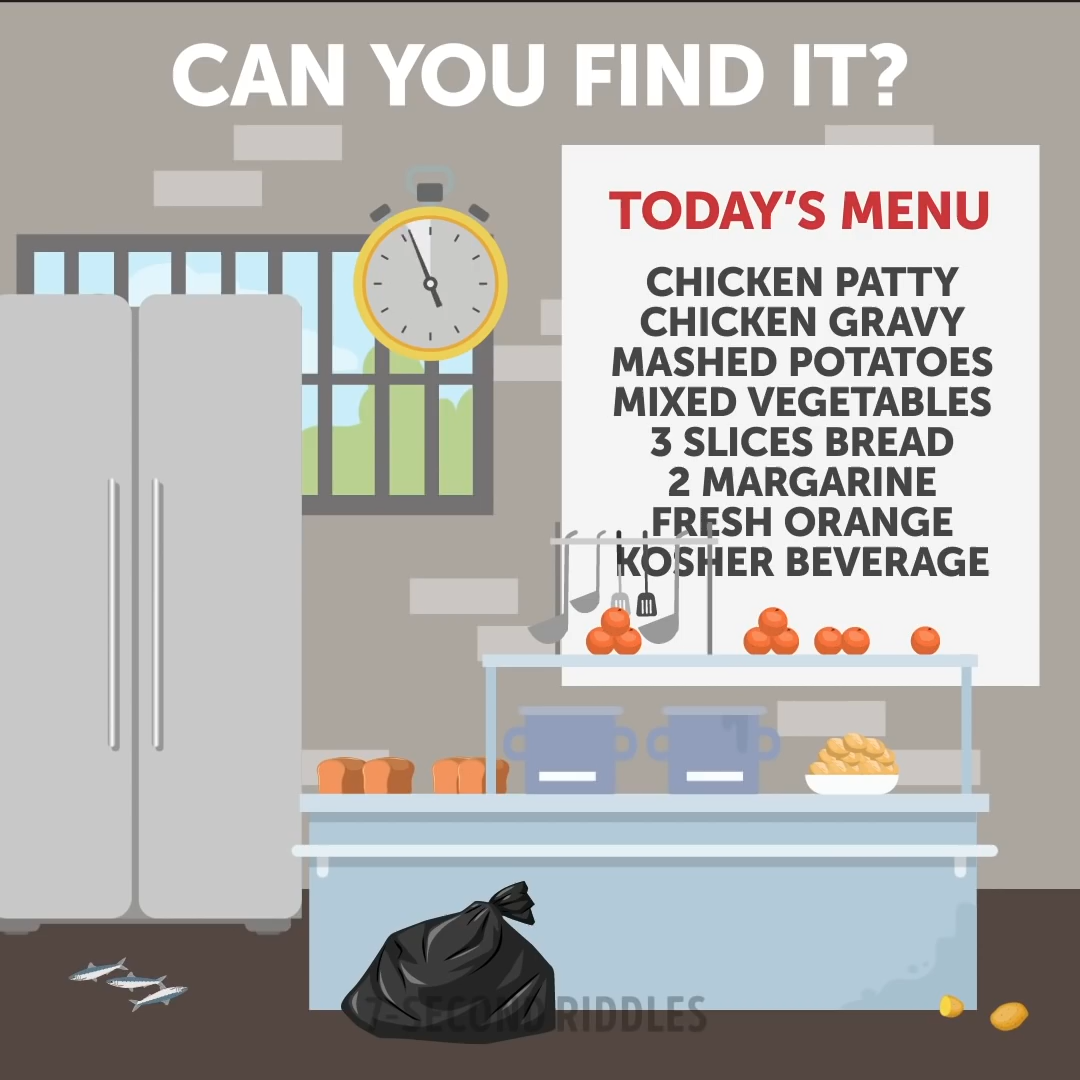 CAN YOU FIND IT?
TODAY'S MENU
CHICKEN PATTY
CHICKEN GRAVY
MASHED POTATOES
MIXED VEGETABLES
3 SLICES BREAD
2 MARGARINE
FRESH ORANGE
KOSHER BEVERAGE
7-SECOND RIDDLES